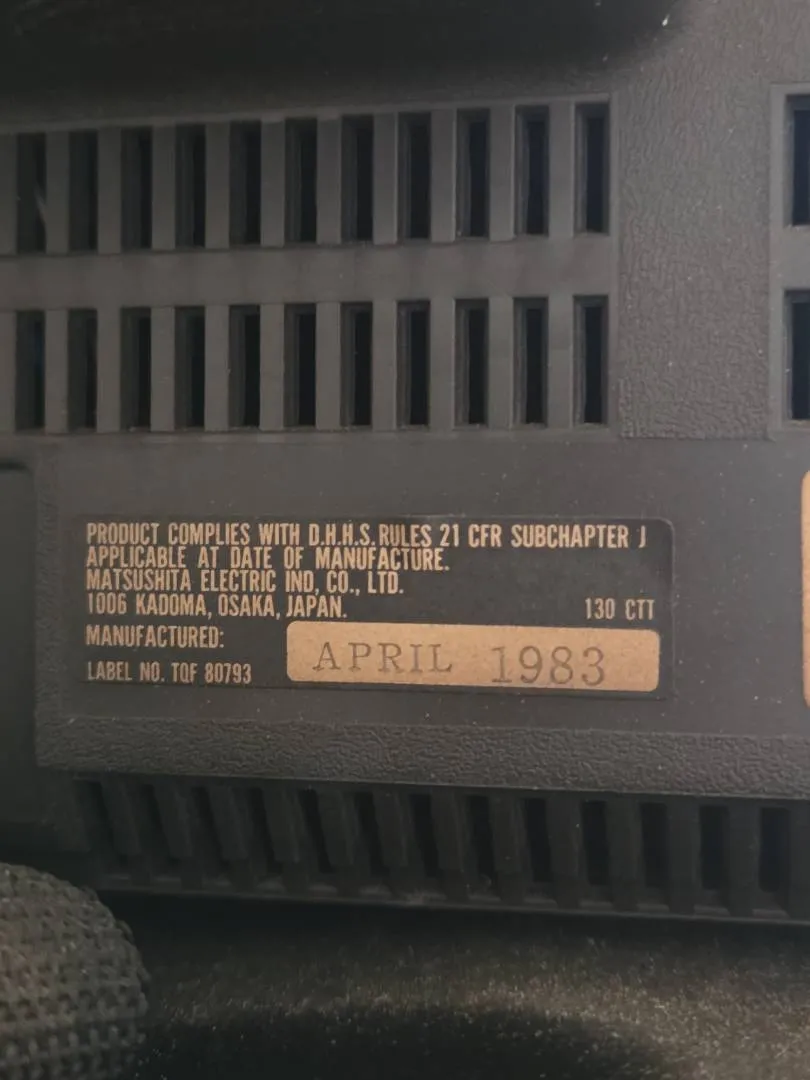 PRODUCT COMPLIES WITH D.H.H.S. RULES 21 CFR SUBCHAPTER J
APPLICABLE AT DATE OF MANUFACTURE.
MATSUSHITA ELECTRIC IND, CO., LTD.
1006 KADOMA, OSAKA, JAPAN. 130 CTT
MANUFACTURED: APRIL 1983
LABEL NO. TQF 80793